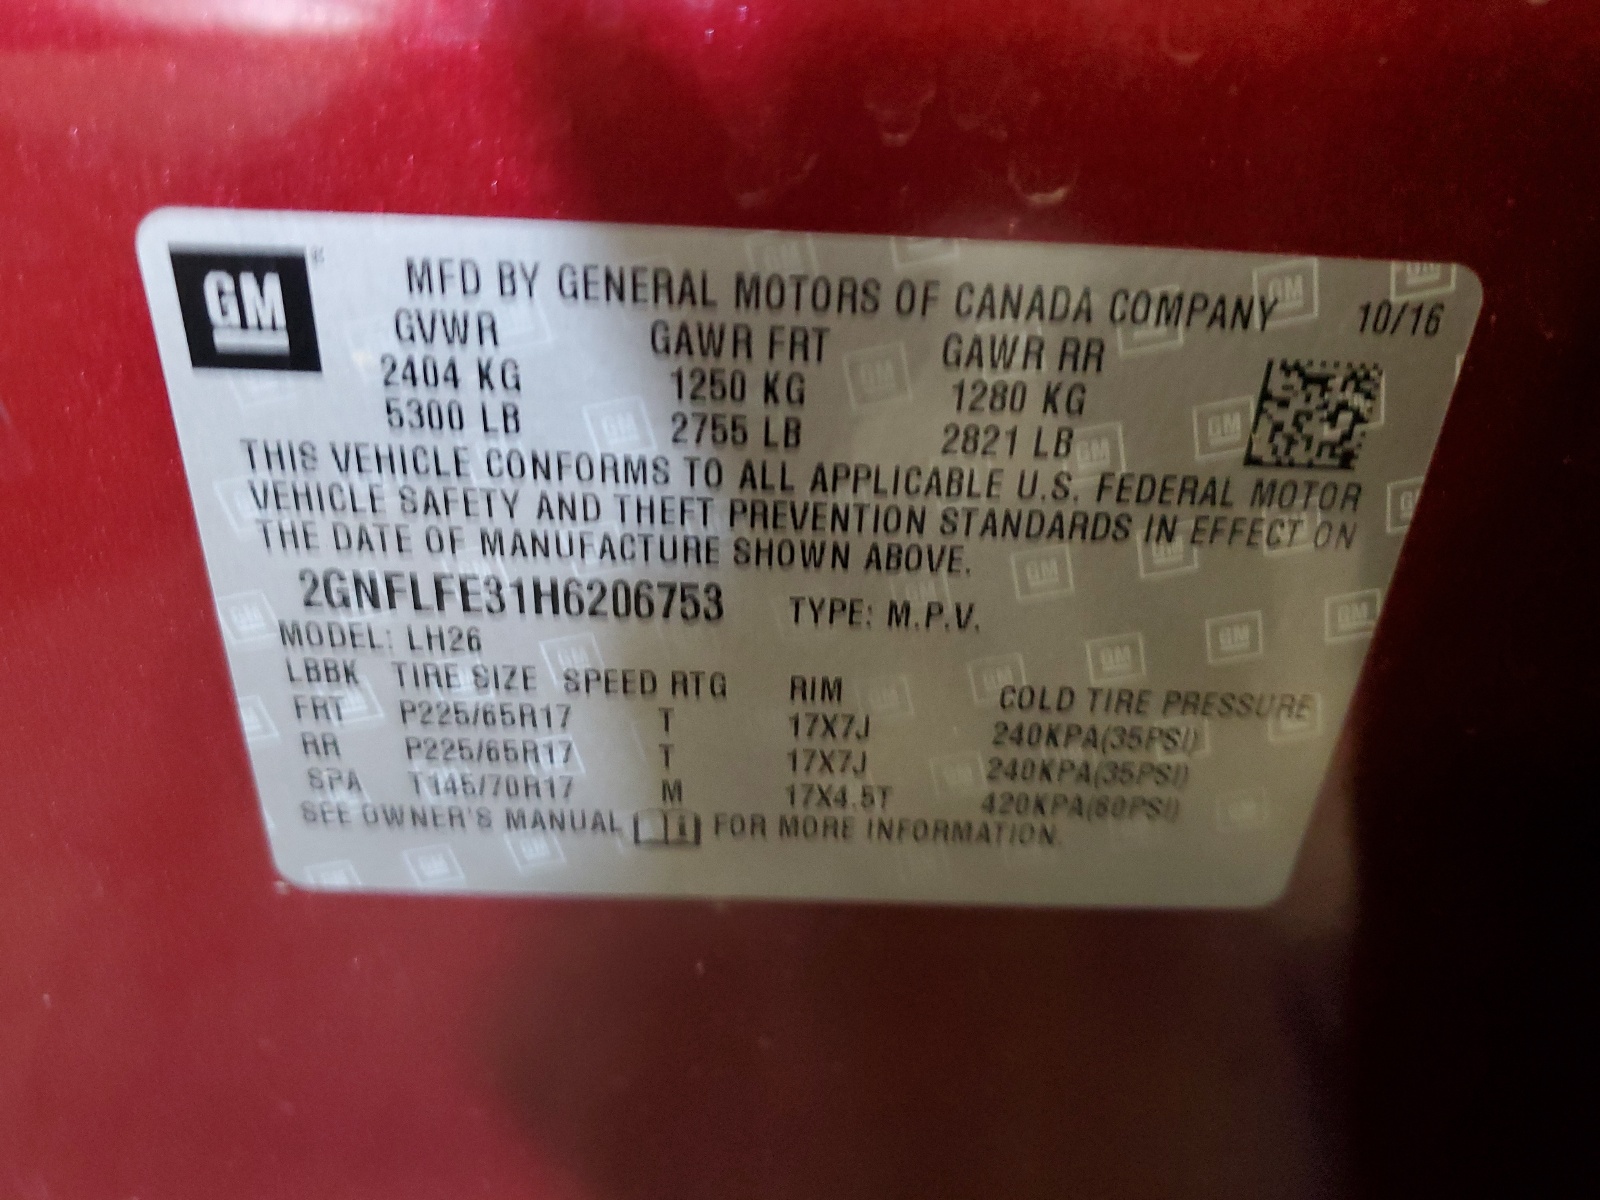 GM ® MFD BY GENERAL MOTORS OF CANADA COMPANY 10/16
GVWR GAWR FRT GAWR RR
2404 KG 1250 KG 1280 KG
5300 LB 2755 LB 2821 LB
THIS VEHICLE CONFORMS TO ALL APPLICABLE U.S. FEDERAL MOTOR
VEHICLE SAFETY AND THEFT PREVENTION STANDARDS IN EFFECT ON
THE DATE OF MANUFACTURE SHOWN ABOVE.
2GNFLFE31H6206753 TYPE: M.P.V.
MODEL: LH26
LBBK TIRE SIZE SPEED RTG RIM COLD TIRE PRESSURE
FRT P225/65R17 T 17X7J 240KPA(35PSI)
RR P225/65R17 T 17X7J 240KPA(35PSI)
SPA T145/70R17 M 17X4.5T 420KPA(60PSI)
SEE OWNER'S MANUAL i FOR MORE INFORMATION.